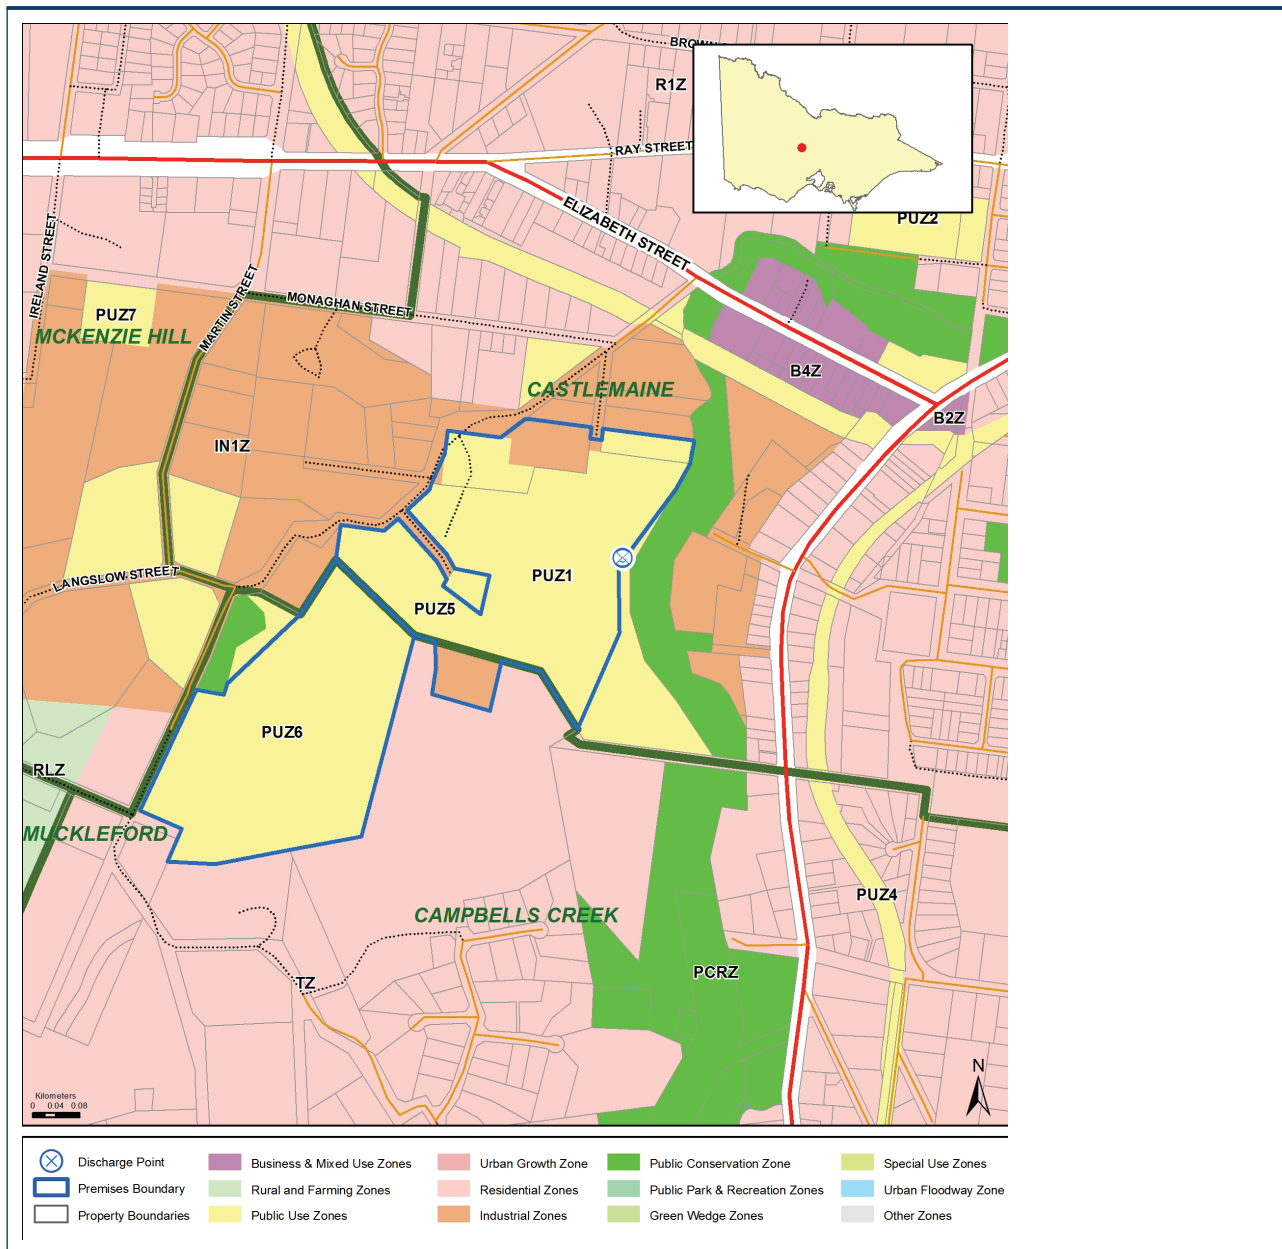 BROWN
R1Z
RAY STREET
ELIZABETH STREET
PUZ2
IRELAND STREET
MARTIN STREET
MONAGHAN STREET
PUZ7
MCKENZIE HILL
CASTLEMAINE
B4Z
B2Z
IN1Z
LANGSLOW STREET
PUZ1
PUZ5
PUZ6
RLZ
MUCKLEFORD
PUZ4
CAMPBELLS CREEK
PCRZ
TZ
N
Kilometers
0 0.04 0.08
Discharge Point
Premises Boundary
Property Boundaries
Business & Mixed Use Zones
Rural and Farming Zones
Public Use Zones
Urban Growth Zone
Residential Zones
Industrial Zones
Public Conservation Zone
Public Park & Recreation Zones
Green Wedge Zones
Special Use Zones
Urban Floodway Zone
Other Zones